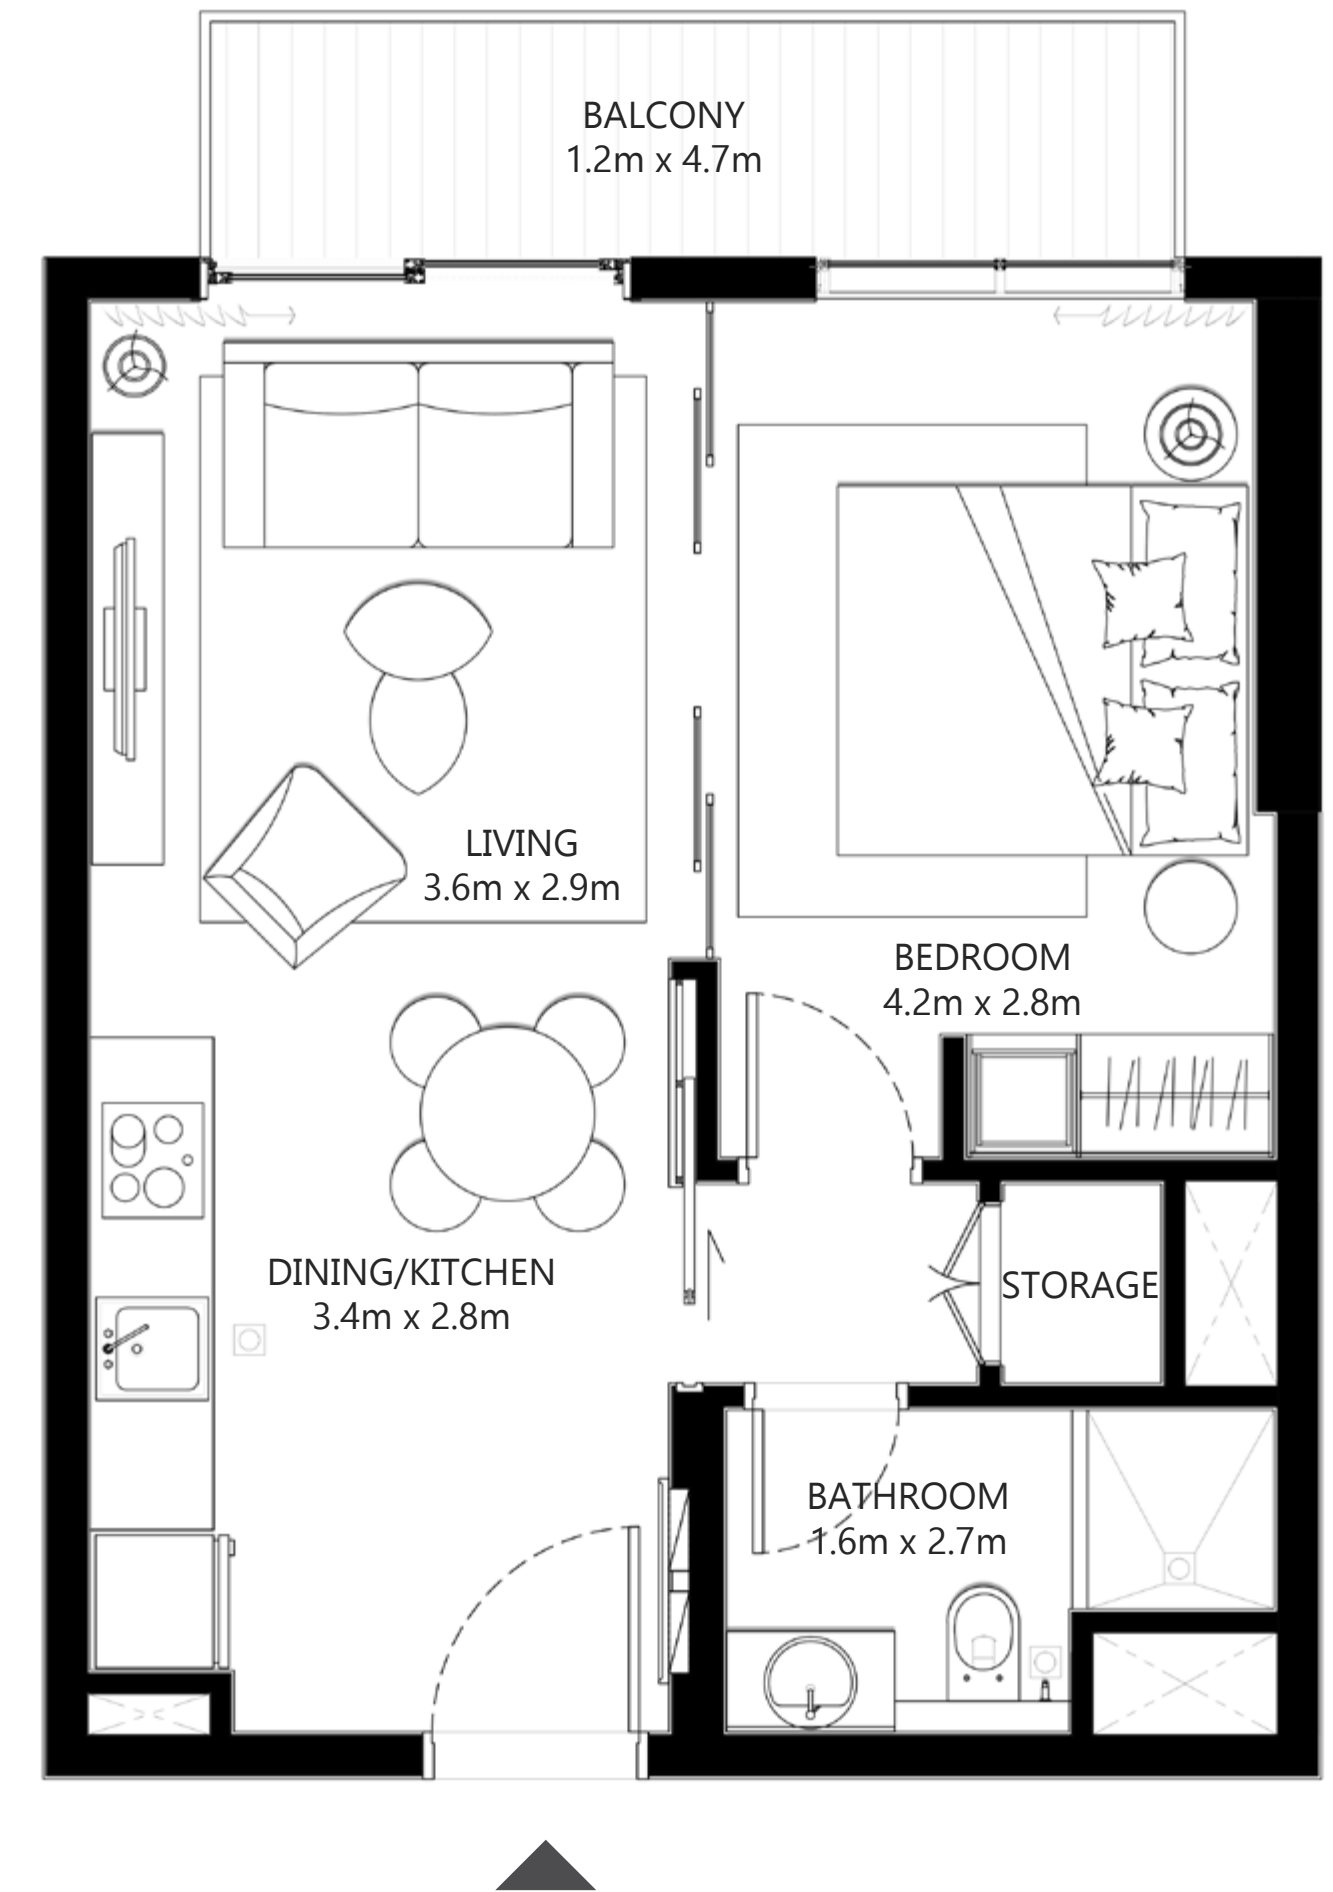 BALCONY
1.2m x 4.7m
LIVING
3.6m x 2.9m
BEDROOM
4.2m x 2.8m
DINING/KITCHEN
3.4m x 2.8m
STORAGE
BATHROOM
1.6m x 2.7m